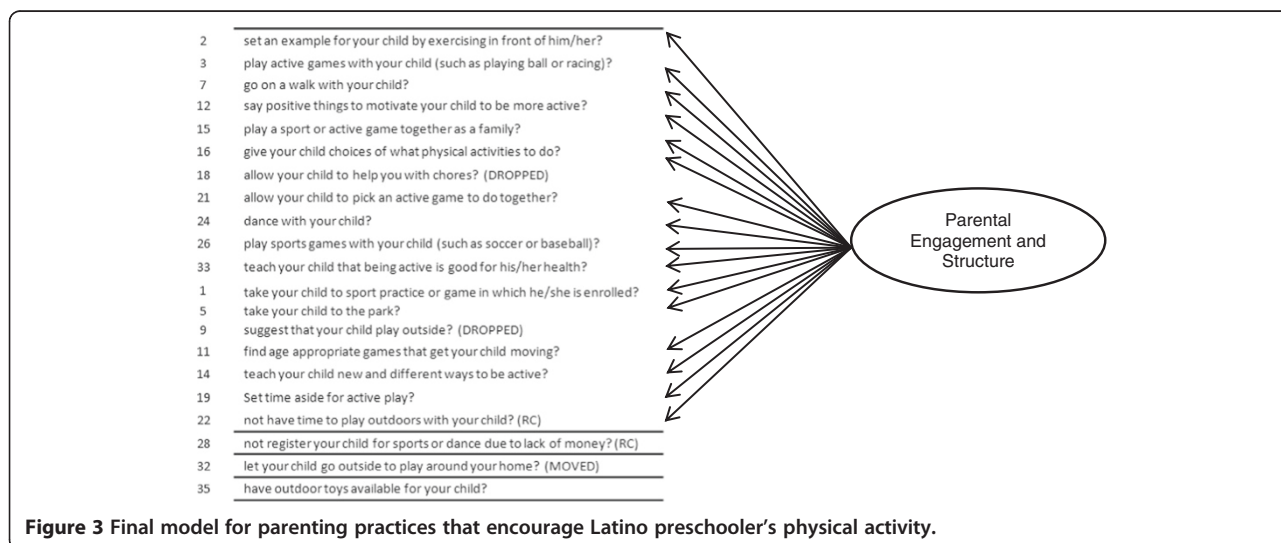 2 set an example for your child by exercising in front of him/her?
3 play active games with your child (such as playing ball or racing)?
7 go on a walk with your child?
12 say positive things to motivate your child to be more active?
15 play a sport or active game together as a family?
16 give your child choices of what physical activities to do?
18 allow your child to help you with chores? (DROPPED)
21 allow your child to pick an active game to do together?
24 dance with your child?
26 play sports games with your child (such as soccer or baseball)?
33 teach your child that being active is good for his/her health?
1 take your child to sport practice or game in which he/she is enrolled?
5 take your child to the park?
9 suggest that your child play outside? (DROPPED)
11 find age appropriate games that get your child moving?
14 teach your child new and different ways to be active?
19 Set time aside for active play?
22 not have time to play outdoors with your child? (RC)
28 not register your child for sports or dance due to lack of money? (RC)
32 let your child go outside to play around your home? (MOVED)
35 have outdoor toys available for your child?
Parental
Engagement and
Structure
Figure 3 Final model for parenting practices that encourage Latino preschooler's physical activity.